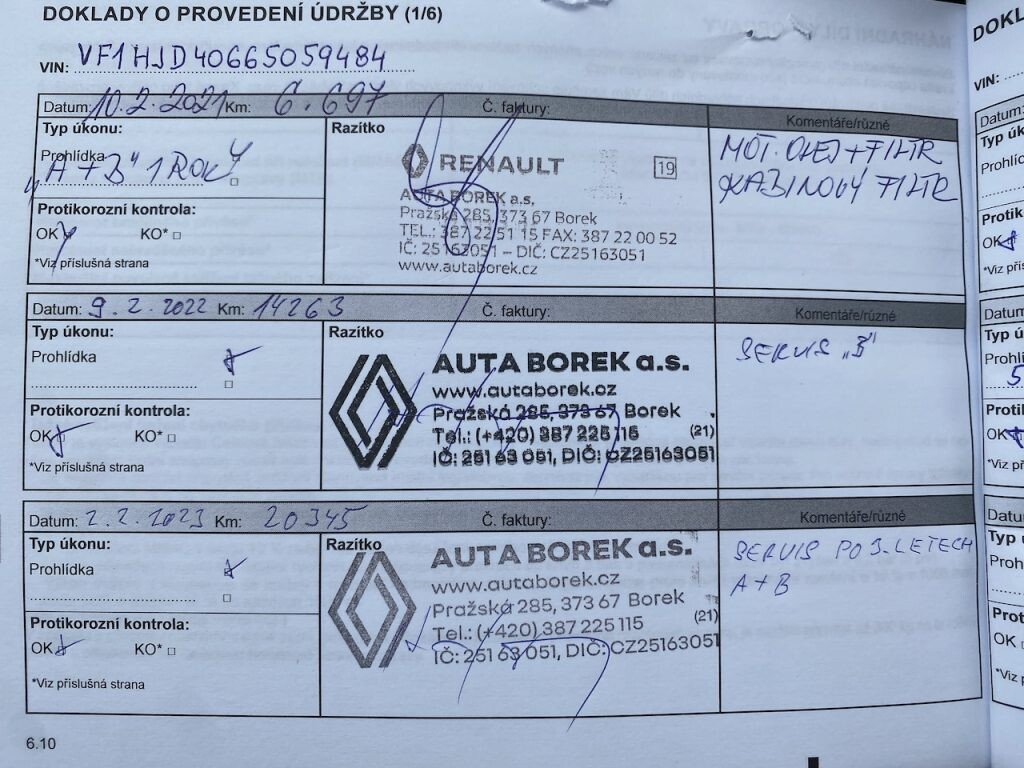 DOKLADY O PROVEDENÍ ÚDRŽBY (1/6)
VIN: VF1HJD40665059484
Datum: 10.2.2021 Km: 6.697 Č. faktury: Komentáře/různé
Typ úkonu:
Prohlídka
A + B" 1 ROK
Protikorozní kontrola:
OK KO*
*Viz příslušná strana
Razítko
RENAULT 19
AUTA BOREK a.s,
Pražská 285, 373 67 Borek
TEL.: 387 22 51 15 FAX: 387 22 00 52
IČ: 25163051 – DIČ: CZ25163051
www.autaborek.cz
MOT. OLEJ + FILTR
KABINOVÝ FILTR
Datum: 9.2.2022 Km: 14263 Č. faktury: Komentáře/různé
Typ úkonu:
Prohlídka
Protikorozní kontrola:
OK KO*
*Viz příslušná strana
Razítko
AUTA BOREK a.s.
www.autaborek.cz
Pražská 285, 373 67 Borek
Tel.: (+420) 387 225 115 (21)
IČ: 251 63 051, DIČ: CZ25163051
SERVIS „B"
Datum: 2.2.2023 Km: 20345 Č. faktury: Komentáře/různé
Typ úkonu:
Prohlídka
Protikorozní kontrola:
OK KO*
*Viz příslušná strana
Razítko
AUTA BOREK a.s.
www.autaborek.cz
Pražská 285, 373 67 Borek
Tel.: (+420) 387 225 115 (21)
IČ: 251 63 051, DIČ: CZ25163051
SERVIS PO 3. LETECH
A + B
6.10
DOKL
VIN:
Datum:
Typ ú
Prohlíd
Protik
OK
*Viz přís
Datum
Typ ú
Prohlí
5
Protik
OK
*Viz pří
Datu
Typ
Proh
Prot
OK
*Viz p